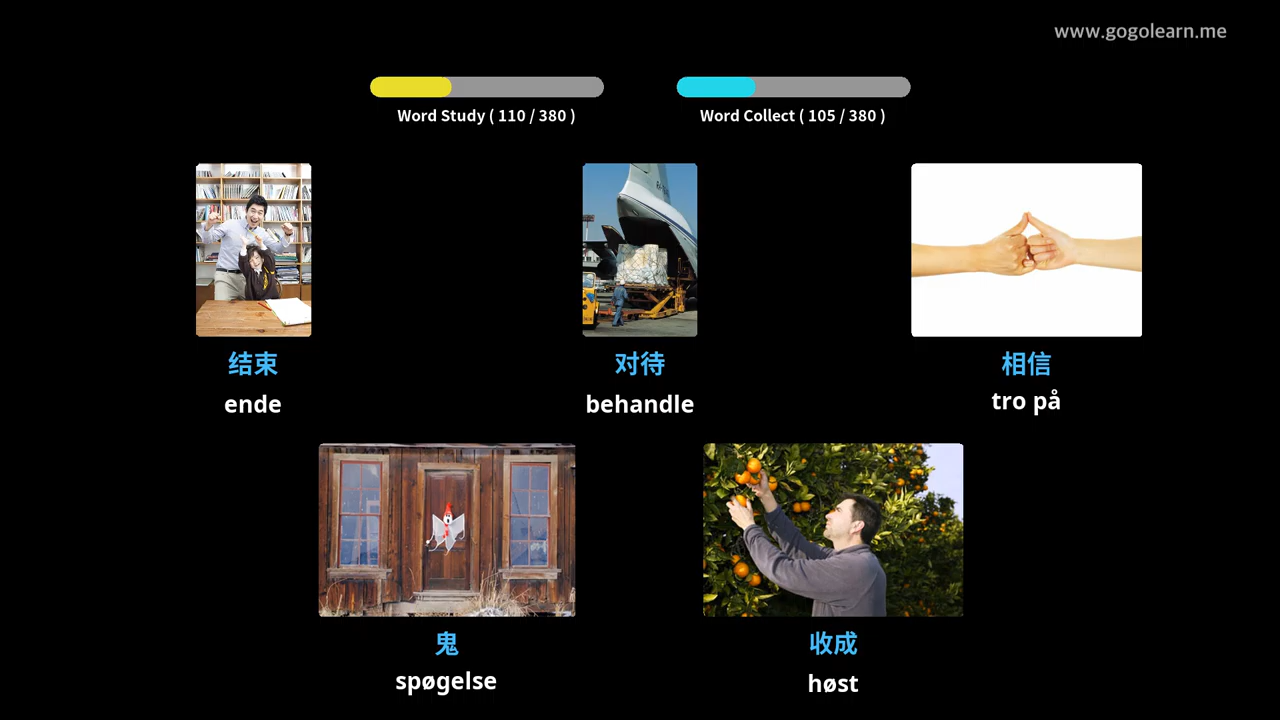 www.gogolearn.me
Word Study ( 110 / 380 )
Word Collect ( 105 / 380 )
结束
ende
对待
behandle
相信
tro på
鬼
spøgelse
收成
høst